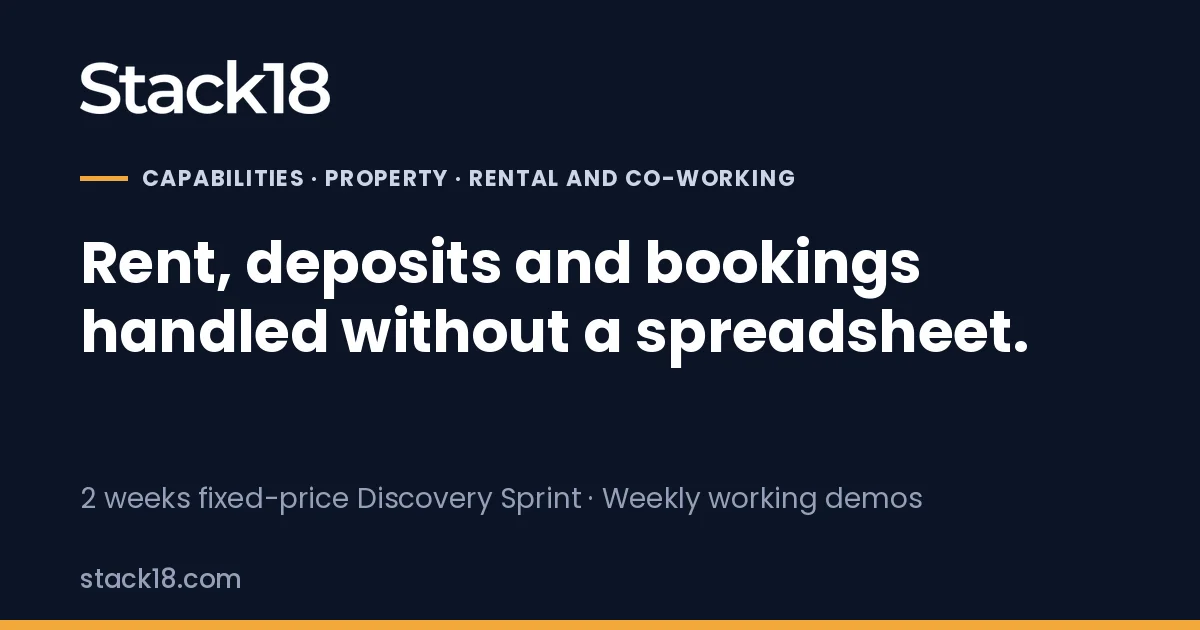 Stack18
CAPABILITIES · PROPERTY · RENTAL AND CO-WORKING
Rent, deposits and bookings
handled without a spreadsheet.
2 weeks fixed-price Discovery Sprint · Weekly working demos
stack18.com